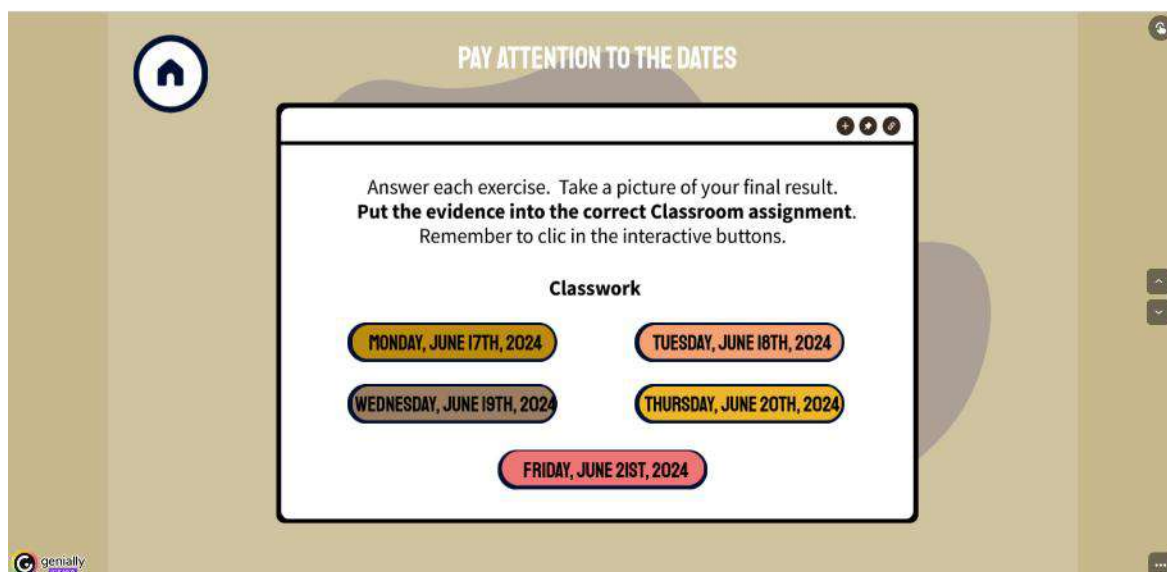 PAY ATTENTION TO THE DATES
Answer each exercise. Take a picture of your final result.
Put the evidence into the correct Classroom assignment.
Remember to clic in the interactive buttons.
Classwork
MONDAY, JUNE 17TH, 2024
TUESDAY, JUNE 18TH, 2024
WEDNESDAY, JUNE 19TH, 2024
THURSDAY, JUNE 20TH, 2024
FRIDAY, JUNE 21ST, 2024
genially